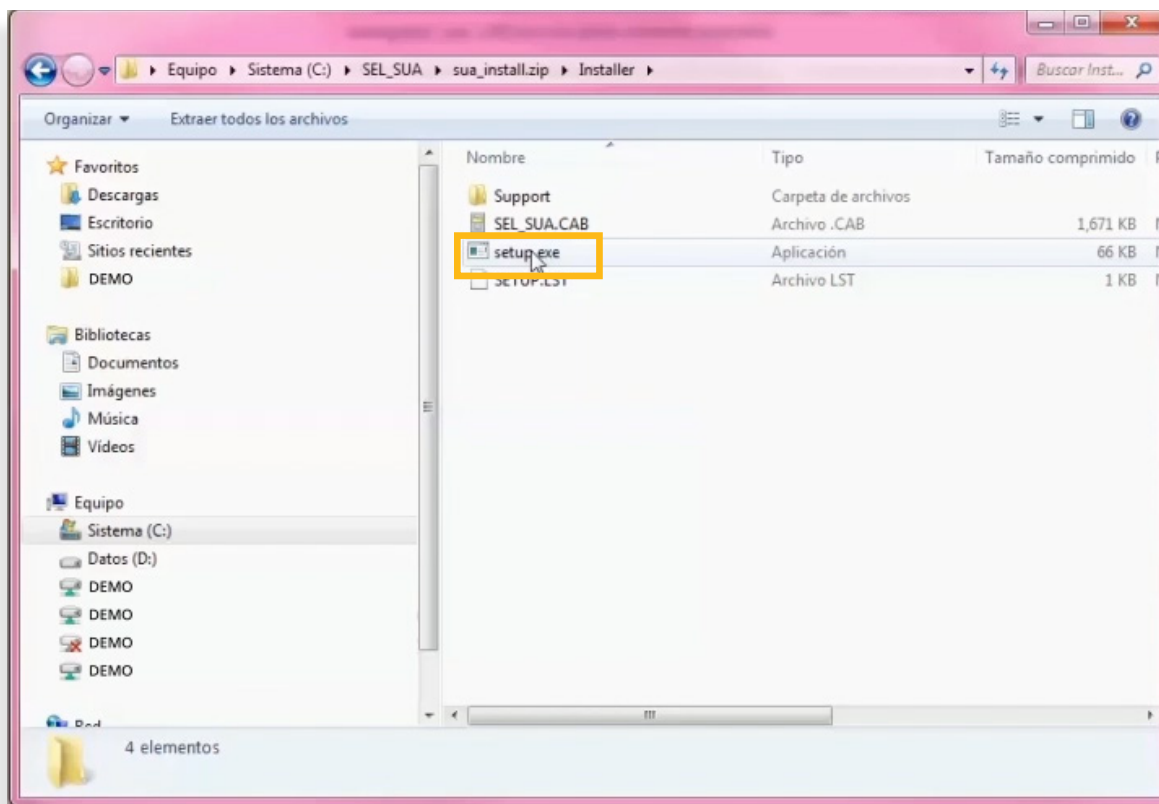 Equipo Sistema (C:) SEL_SUA sua_install.zip Installer Buscar Inst...
Organizar Extraer todos los archivos
Nombre Tipo Tamaño comprimido
Support Carpeta de archivos
SEL_SUA.CAB Archivo .CAB 1,671 KB
setup.exe Aplicación 66 KB
SETUP.LST Archivo LST 1 KB
Favoritos
Descargas
Escritorio
Sitios recientes
DEMO
Bibliotecas
Documentos
Imágenes
Música
Vídeos
Equipo
Sistema (C:)
Datos (D:)
DEMO
DEMO
DEMO
DEMO
Red
4 elementos